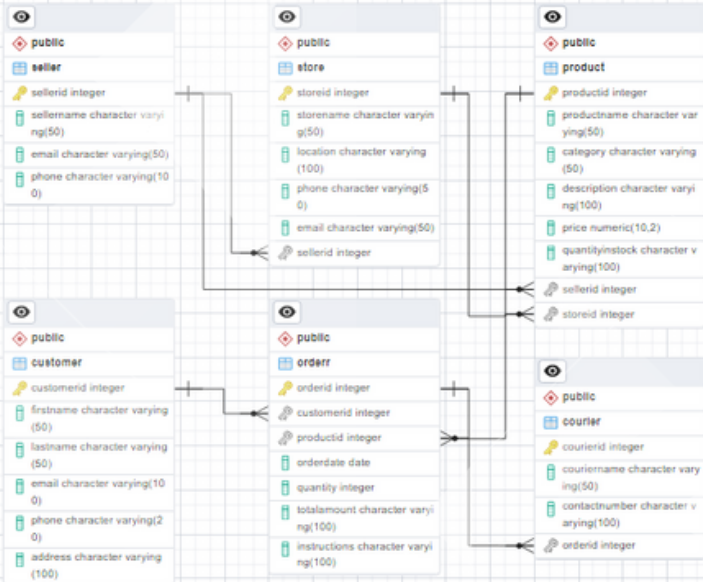 public
seller
sellerid integer
sellername character varyi
ng(50)
email character varying(50)
phone character varying(10
0)
public
store
storeid integer
storename character varyin
g(50)
location character varying
(100)
phone character varying(5
0)
email character varying(50)
sellerid integer
public
product
productid integer
productname character var
ying(50)
category character varying
(50)
description character varyi
ng(100)
price numeric(10,2)
quantityinstock character v
arying(100)
sellerid integer
storeid integer
public
customer
customerid integer
firstname character varying
(50)
lastname character varying
(50)
email character varying(10
0)
phone character varying(2
0)
address character varying
(100)
public
orderr
orderid integer
customerid integer
productid integer
orderdate date
quantity integer
totalamount character varyi
ng(100)
instructions character varyi
ng(100)
public
courier
courierid integer
couriername character vary
ing(50)
contactnumber character v
arying(100)
orderid integer